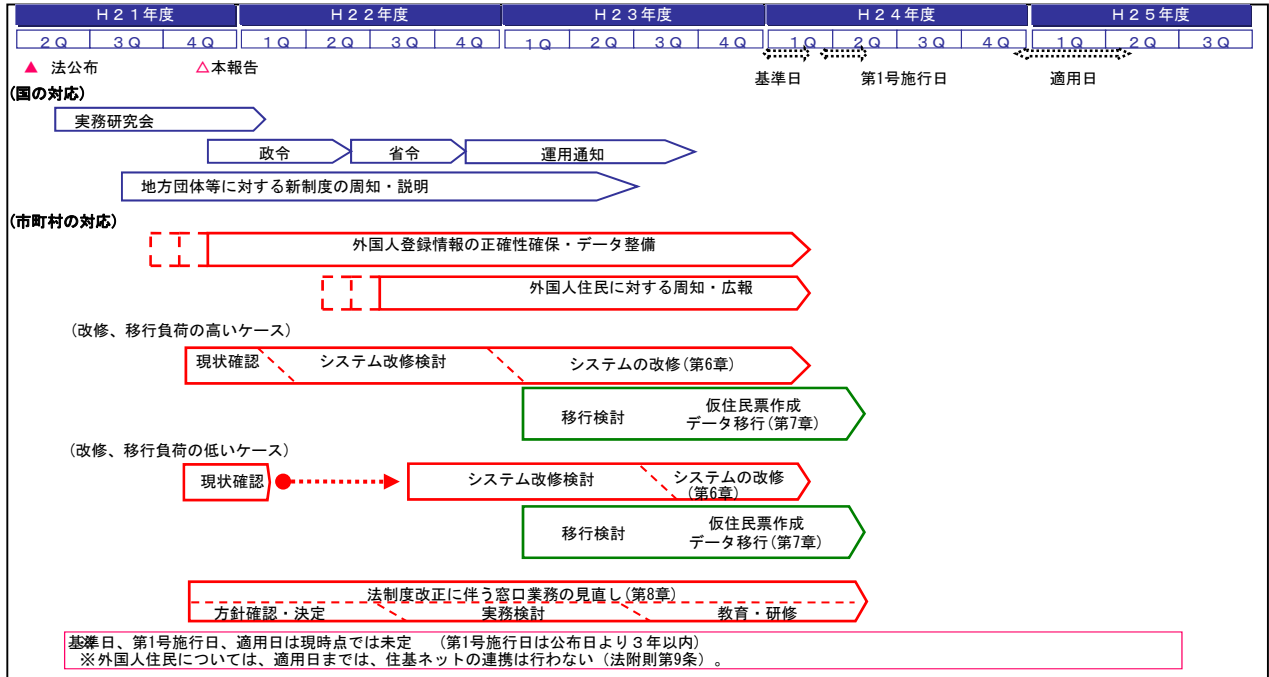 H21年度 H22年度 H23年度 H24年度 H25年度
2Q 3Q 4Q 1Q 2Q 3Q 4Q 1Q 2Q 3Q 4Q 1Q 2Q 3Q 4Q 1Q 2Q 3Q
▲ 法公布 △本報告 基準日 第1号施行日 適用日
(国の対応)
実務研究会
政令 省令 運用通知
地方団体等に対する新制度の周知・説明
(市町村の対応)
外国人登録情報の正確性確保・データ整備
外国人住民に対する周知・広報
(改修、移行負荷の高いケース)
現状確認 システム改修検討 システムの改修(第6章)
移行検討 仮住民票作成
データ移行(第7章)
(改修、移行負荷の低いケース)
現状確認 システム改修検討 システムの改修
(第6章)
移行検討 仮住民票作成
データ移行(第7章)
法制度改正に伴う窓口業務の見直し(第8章)
方針確認・決定 実務検討 教育・研修
基準日、第1号施行日、適用日は現時点では未定 (第1号施行日は公布日より3年以内)
※外国人住民については、適用日までは、住基ネットの連携は行わない(法附則第9条)。